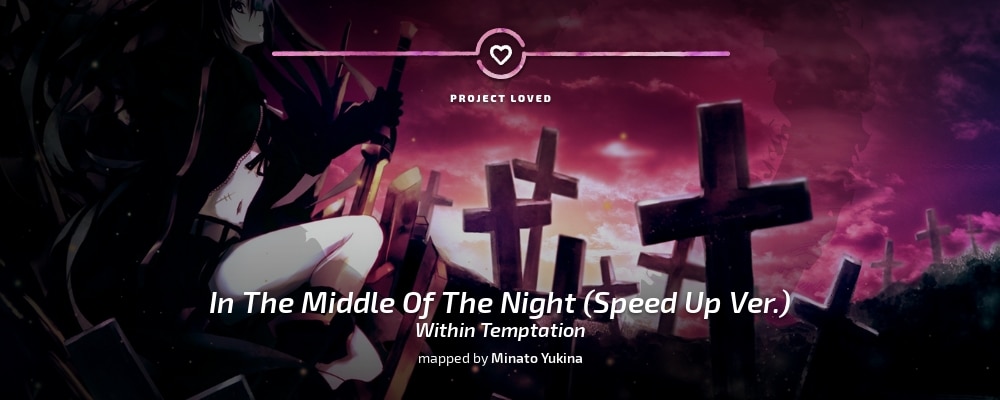 PROJECT LOVED
In The Middle Of The Night (Speed Up Ver.)
Within Temptation
mapped by Minato Yukina